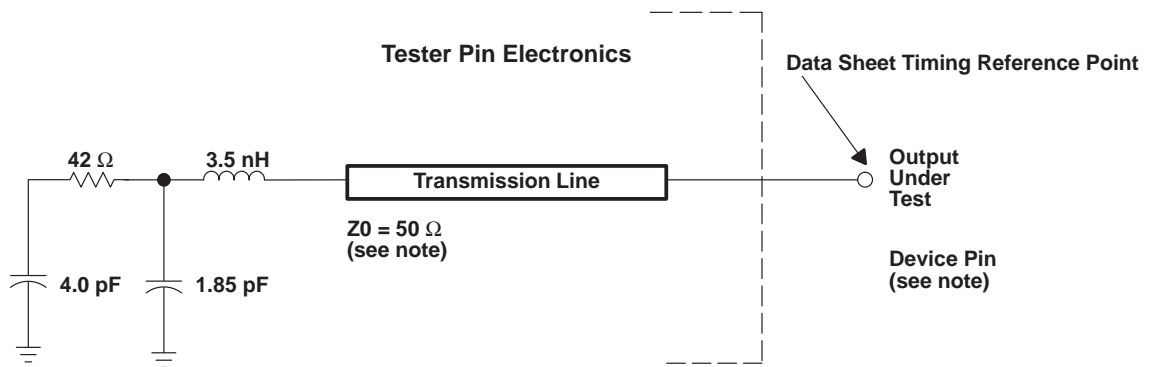 Tester Pin Electronics
Data Sheet Timing Reference Point
42 Ω
3.5 nH
Transmission Line
Output
Under
Test
Z0 = 50 Ω
(see note)
Device Pin
(see note)
4.0 pF
1.85 pF